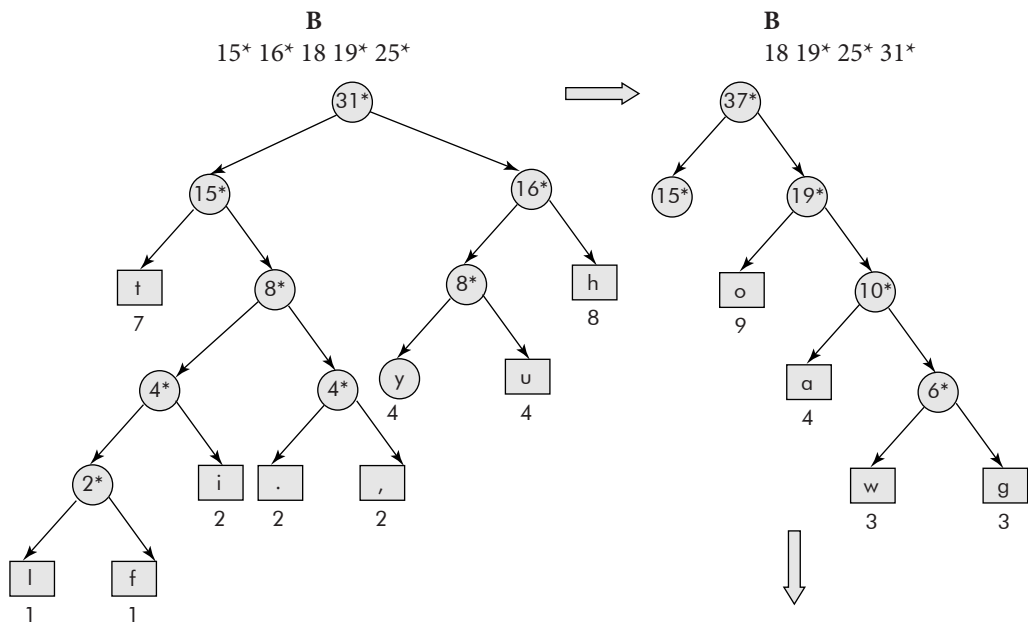 B
15* 16* 18 19* 25*
31*
15* 16*
t 8* 8* h
7 8
4* 4* y u
4 4
2* i . ,
2 2 2
l f
1 1
B
18 19* 25* 31*
37*
15* 19*
o 10*
9
a 6*
4
w g
3 3